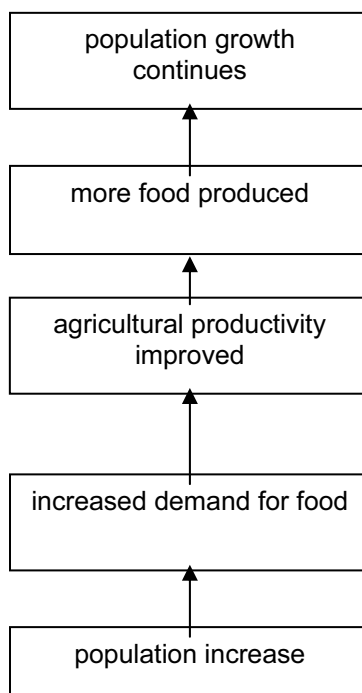 population growth
continues
more food produced
agricultural productivity
improved
increased demand for food
population increase